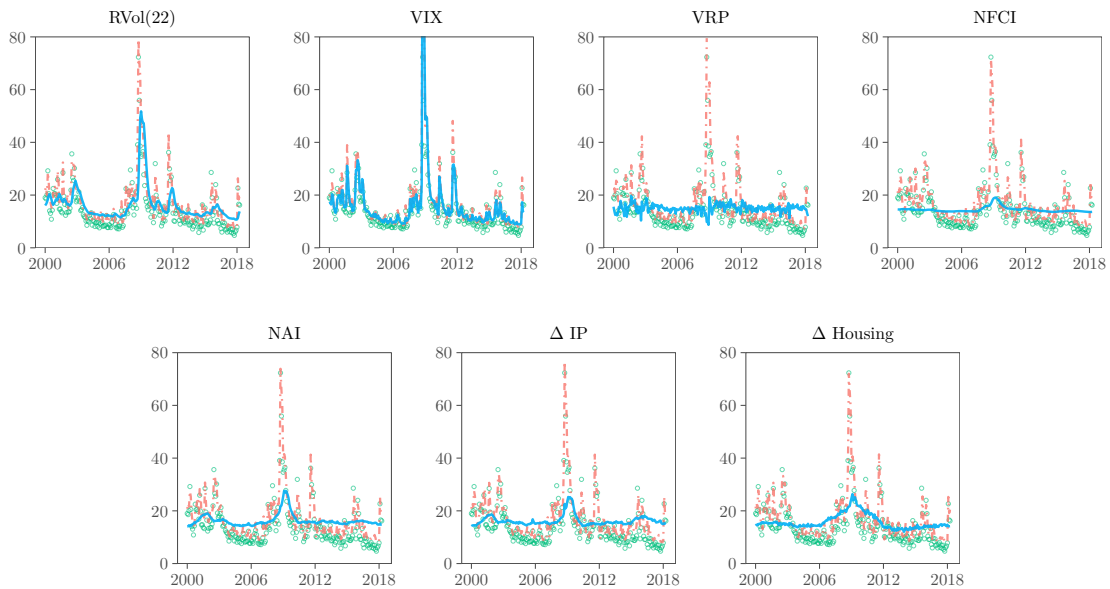 RVol(22) VIX VRP NFCI
80 80 80 80
60 60 60 60
40 40 40 40
20 20 20 20
0 0 0 0
2000 2006 2012 2018 2000 2006 2012 2018 2000 2006 2012 2018 2000 2006 2012 2018
NAI Δ IP Δ Housing
80 80 80
60 60 60
40 40 40
20 20 20
0 0 0
2000 2006 2012 2018 2000 2006 2012 2018 2000 2006 2012 2018